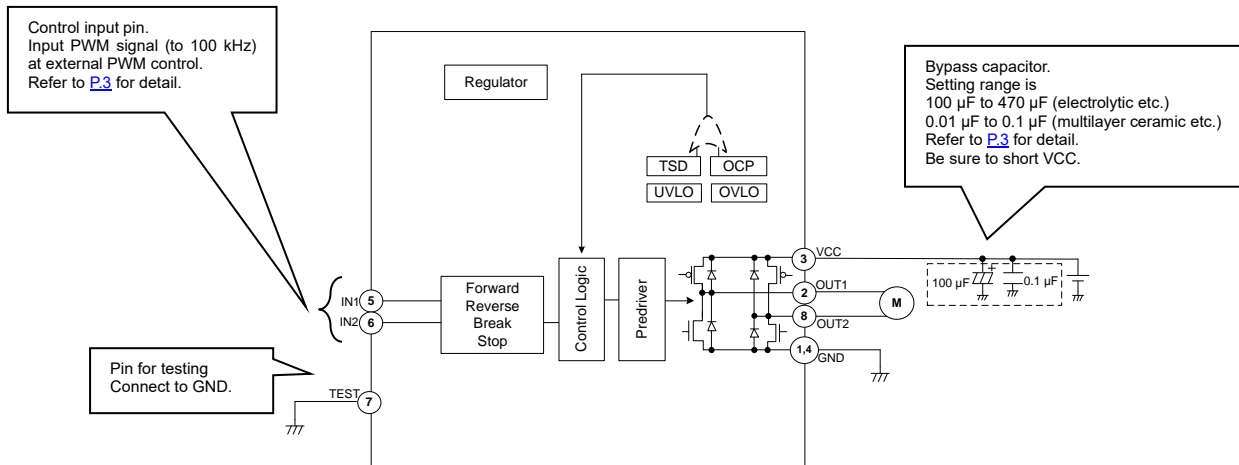 Control input pin.
Input PWM signal (to 100 kHz)
at external PWM control.
Refer to P.3 for detail.
Bypass capacitor.
Setting range is
100 µF to 470 µF (electrolytic etc.)
0.01 µF to 0.1 µF (multilayer ceramic etc.)
Refer to P.3 for detail.
Be sure to short VCC.
Regulator
TSD
OCP
UVLO
OVLO
IN1
5
IN2
6
Forward
Reverse
Break
Stop
Control Logic
Predriver
3
VCC
2
OUT1
8
OUT2
1,4
GND
M
100 µF
+
0.1 µF
Pin for testing
Connect to GND.
TEST
7